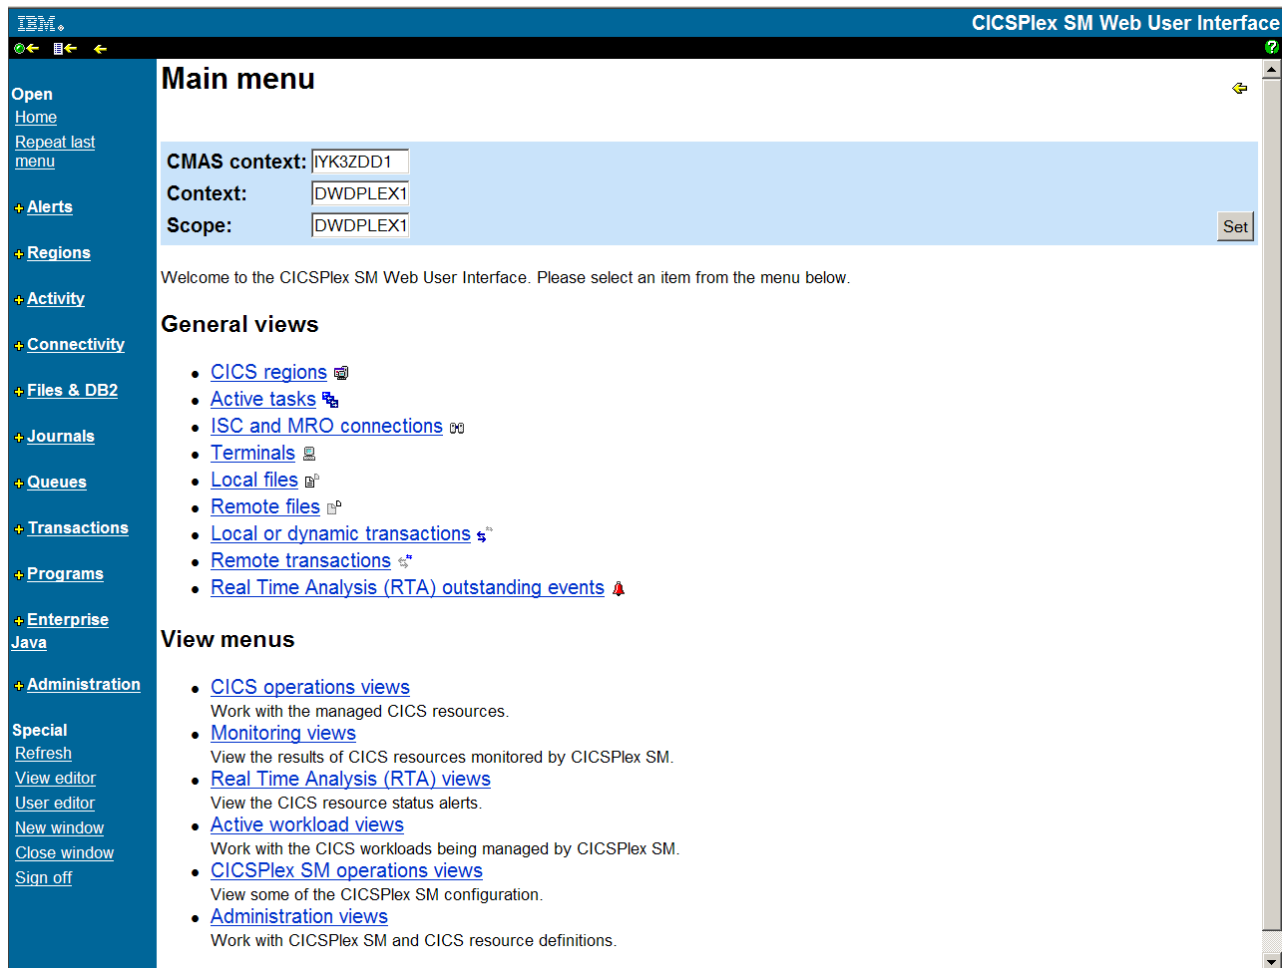 IBM
CICSPlex SM Web User Interface
Open
Home
Repeat last
menu
Alerts
Regions
Activity
Connectivity
Files & DB2
Journals
Queues
Transactions
Programs
Enterprise
Java
Administration
Special
Refresh
View editor
User editor
New window
Close window
Sign off
Main menu
CMAS context: IYK3ZDD1
Context: DWDPLEX1
Scope: DWDPLEX1
Set
Welcome to the CICSPlex SM Web User Interface. Please select an item from the menu below.
General views
CICS regions
Active tasks
ISC and MRO connections
Terminals
Local files
Remote files
Local or dynamic transactions
Remote transactions
Real Time Analysis (RTA) outstanding events
View menus
CICS operations views
Work with the managed CICS resources.
Monitoring views
View the results of CICS resources monitored by CICSPlex SM.
Real Time Analysis (RTA) views
View the CICS resource status alerts.
Active workload views
Work with the CICS workloads being managed by CICSPlex SM.
CICSPlex SM operations views
View some of the CICSPlex SM configuration.
Administration views
Work with CICSPlex SM and CICS resource definitions.